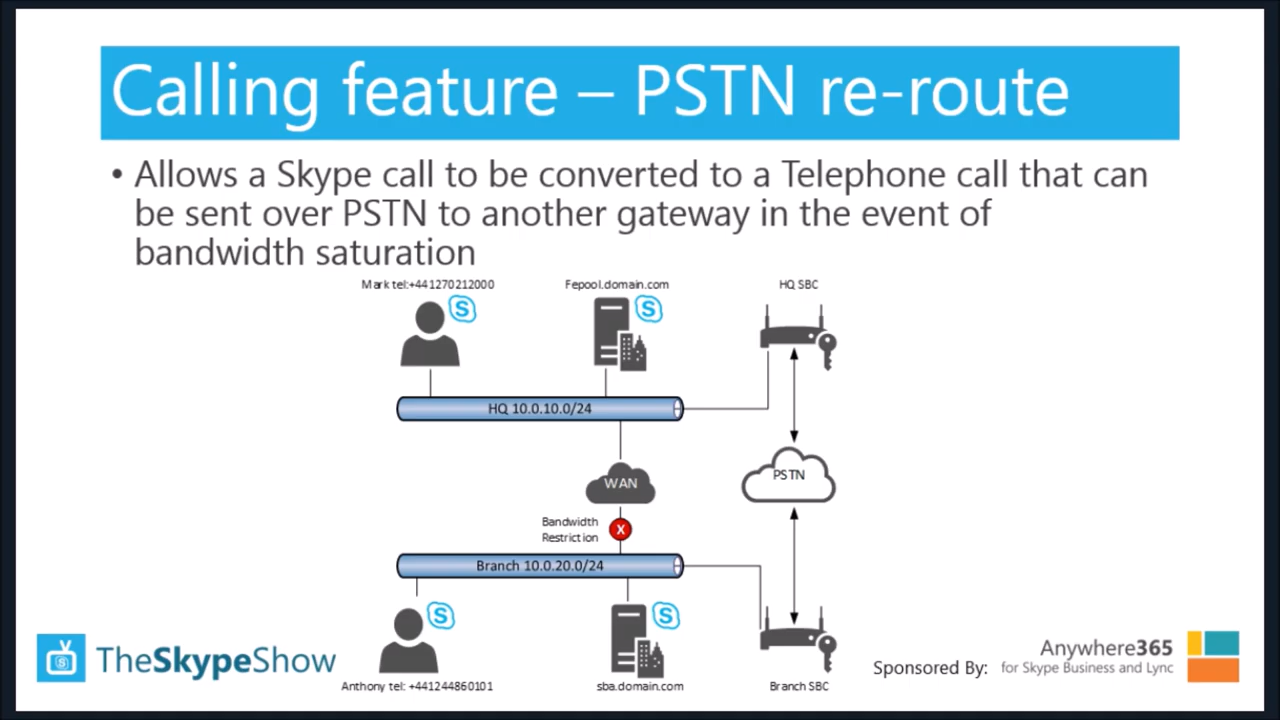 Calling feature – PSTN re-route
• Allows a Skype call to be converted to a Telephone call that can
be sent over PSTN to another gateway in the event of
bandwidth saturation
Mark tel:+441270212000
Fepool.domain.com
HQ SBC
S
S
HQ 10.0.10.0/24
WAN
PSTN
Bandwidth
Restriction
X
Branch 10.0.20.0/24
S
S
Anthony tel: +441244860101
sba.domain.com
Branch SBC
S
TheSkypeShow
Sponsored By:
Anywhere365
for Skype Business and Lync